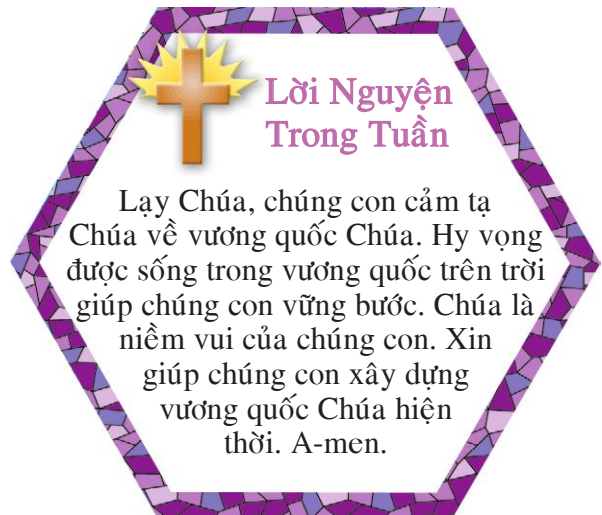 Lời Nguyện
Trong Tuần
Lạy Chúa, chúng con cảm tạ
Chúa về vương quốc Chúa. Hy vọng
được sống trong vương quốc trên trời
giúp chúng con vững bước. Chúa là
niềm vui của chúng con. Xin
giúp chúng con xây dựng
vương quốc Chúa hiện
thời. A-men.